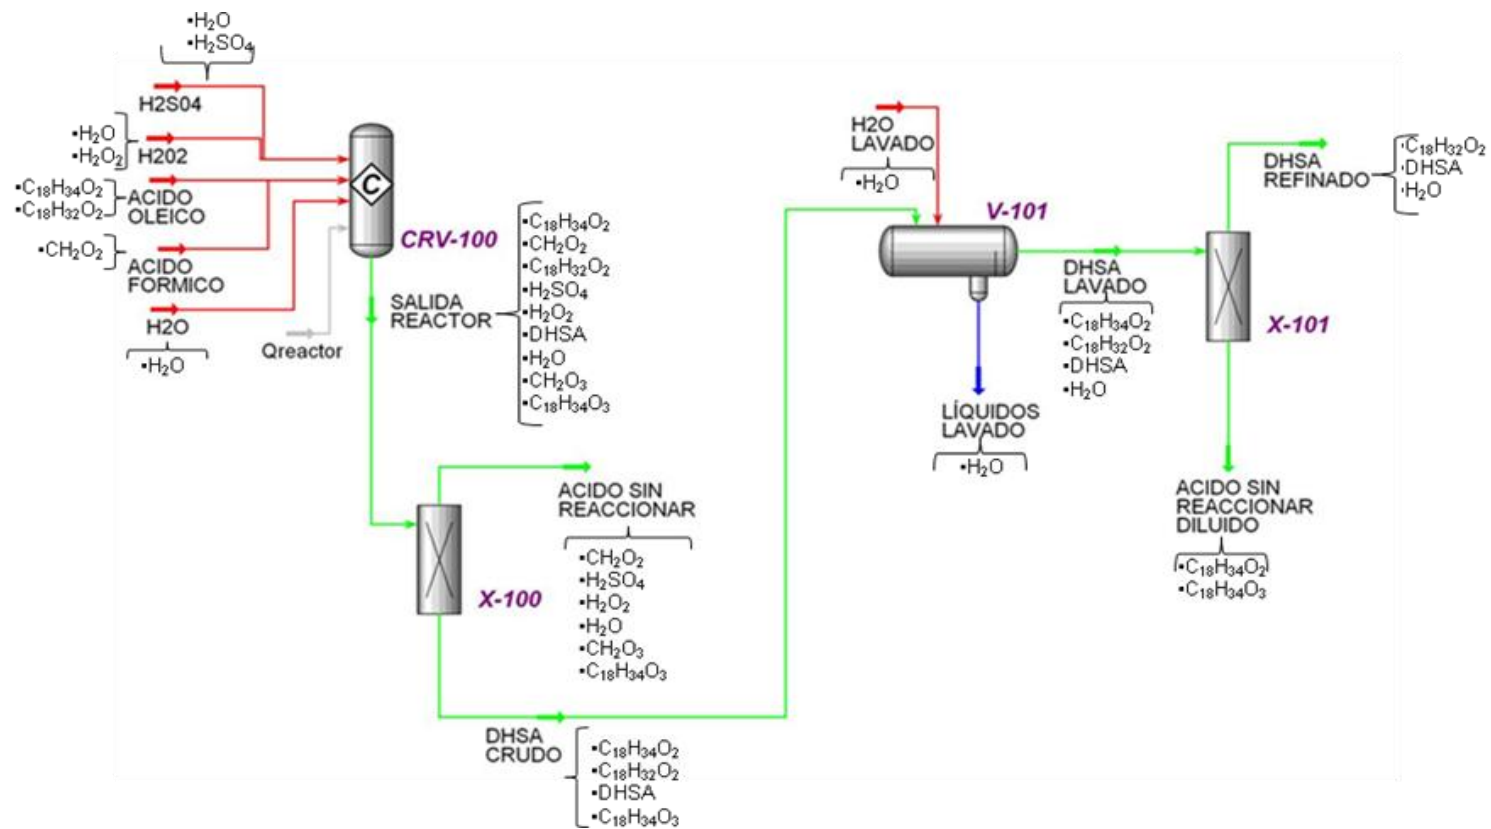 •H₂O
•H₂SO₄
H2S04
•H₂O
•H₂O₂
H202
•C₁₈H₃₄O₂
•C₁₈H₃₂O₂
ACIDO
OLEICO
•CH₂O₂
ACIDO
FORMICO
H2O
•H₂O
Qreactor
C
CRV-100
SALIDA
REACTOR
•C₁₈H₃₄O₂
•CH₂O₂
•C₁₈H₃₂O₂
•H₂SO₄
•H₂O₂
•DHSA
•H₂O
•CH₂O₃
•C₁₈H₃₄O₃
X-100
ACIDO SIN
REACCIONAR
•CH₂O₂
•H₂SO₄
•H₂O₂
•H₂O
•CH₂O₃
•C₁₈H₃₄O₃
DHSA
CRUDO
•C₁₈H₃₄O₂
•C₁₈H₃₂O₂
•DHSA
•C₁₈H₃₄O₃
H2O
LAVADO
•H₂O
V-101
LÍQUIDOS
LAVADO
•H₂O
DHSA
LAVADO
•C₁₈H₃₄O₂
•C₁₈H₃₂O₂
•DHSA
•H₂O
X-101
DHSA
REFINADO
•C₁₈H₃₂O₂
•DHSA
•H₂O
ACIDO SIN
REACCIONAR
DILUIDO
•C₁₈H₃₄O₂
•C₁₈H₃₄O₃